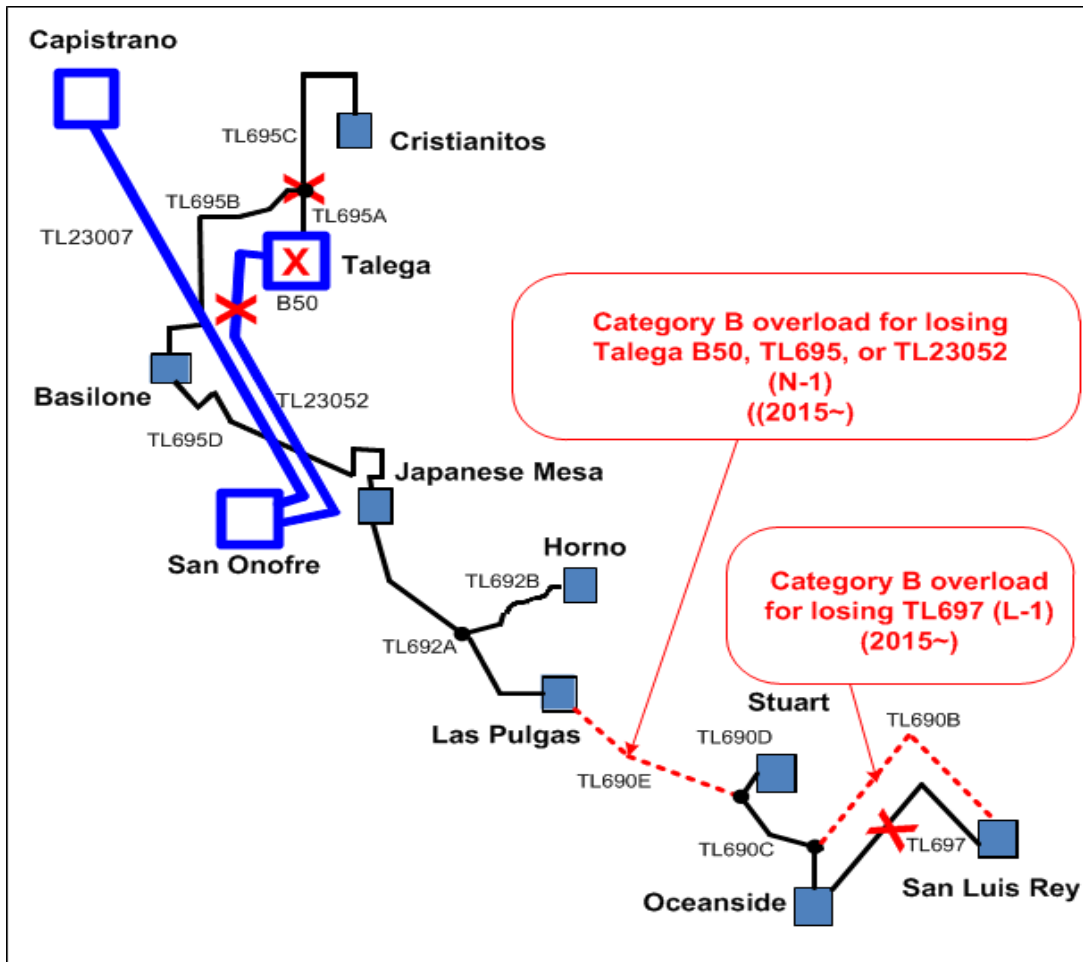 Capistrano
TL695C
Cristianitos
TL695B
TL695A
TL23007
X
Talega
B50
Category B overload for losing
Talega B50, TL695, or TL23052
(N-1)
((2015~)
Basilone
TL23052
TL695D
Japanese Mesa
San Onofre
Horno
TL692B
Category B overload
for losing TL697 (L-1)
(2015~)
TL692A
Stuart
Las Pulgas
TL690B
TL690D
TL690E
TL690C
TL697
San Luis Rey
Oceanside